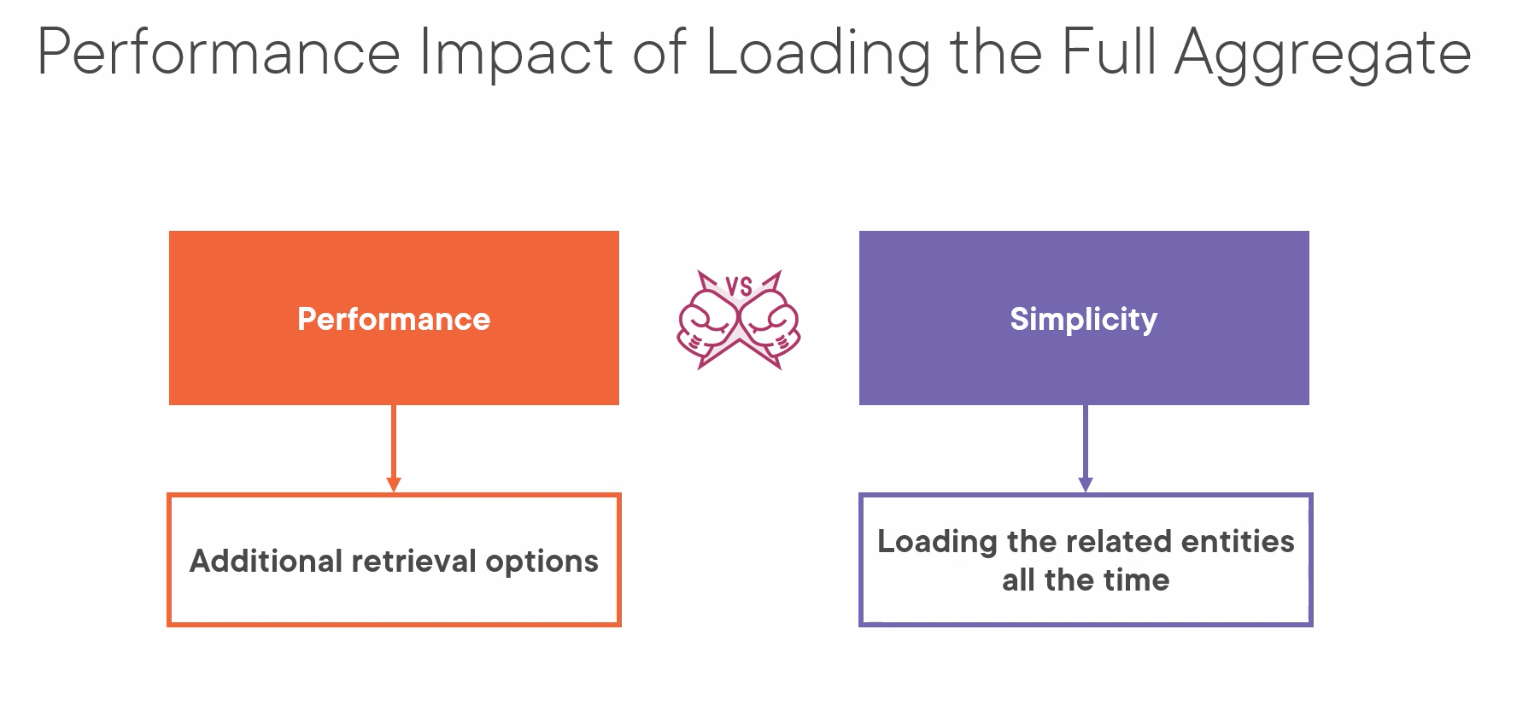 Performance Impact of Loading the Full Aggregate
Performance
VS
Simplicity
Additional retrieval options
Loading the related entities
all the time